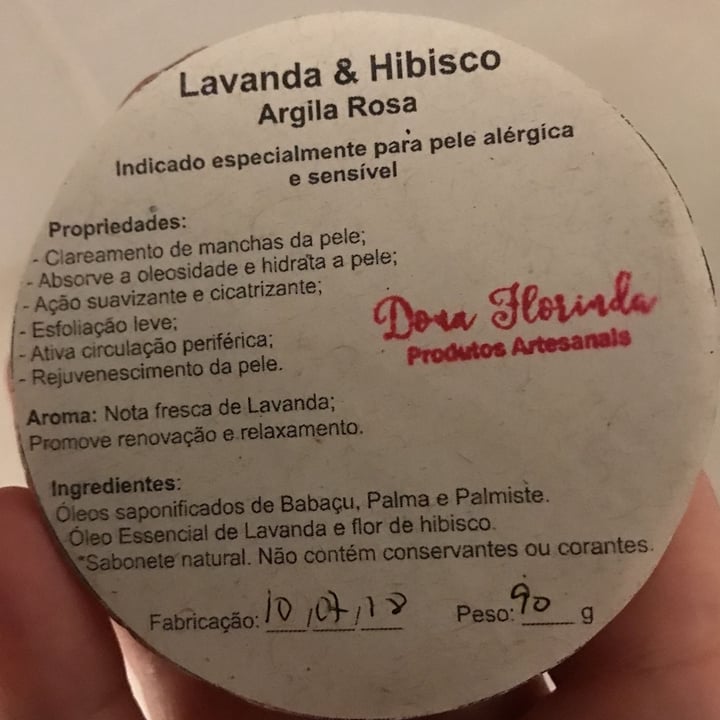 Lavanda & Hibisco
Argila Rosa
Indicado especialmente para pele alérgica
e sensível
Propriedades:
- Clareamento de manchas da pele;
- Absorve a oleosidade e hidrata a pele;
- Ação suavizante e cicatrizante;
- Esfoliação leve;
- Ativa circulação periférica;
- Rejuvenescimento da pele.
Dona Florinda
Produtos Artesanais
Aroma: Nota fresca de Lavanda;
Promove renovação e relaxamento.
Ingredientes:
Óleos saponificados de Babaçu, Palma e Palmiste.
Óleo Essencial de Lavanda e flor de hibisco.
*Sabonete natural. Não contém conservantes ou corantes.
Fabricação: 10/07/18 Peso: 90 g